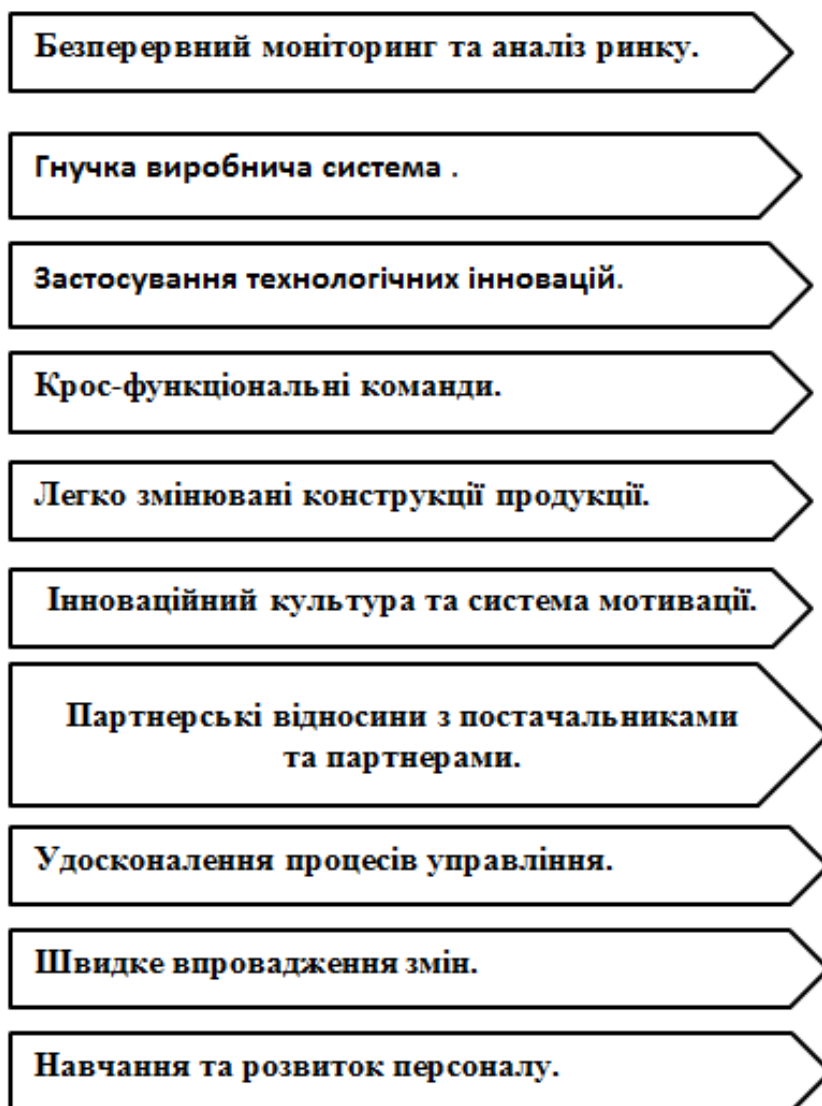 Безперервний моніторинг та аналіз ринку.
Гнучка виробнича система .
Застосування технологічних інновацій.
Крос-функціональні команди.
Легко змінювані конструкції продукції.
Інноваційний культура та система мотивації.
Партнерські відносини з постачальниками
та партнерами.
Удосконалення процесів управління.
Швидке впровадження змін.
Навчання та розвиток персоналу.